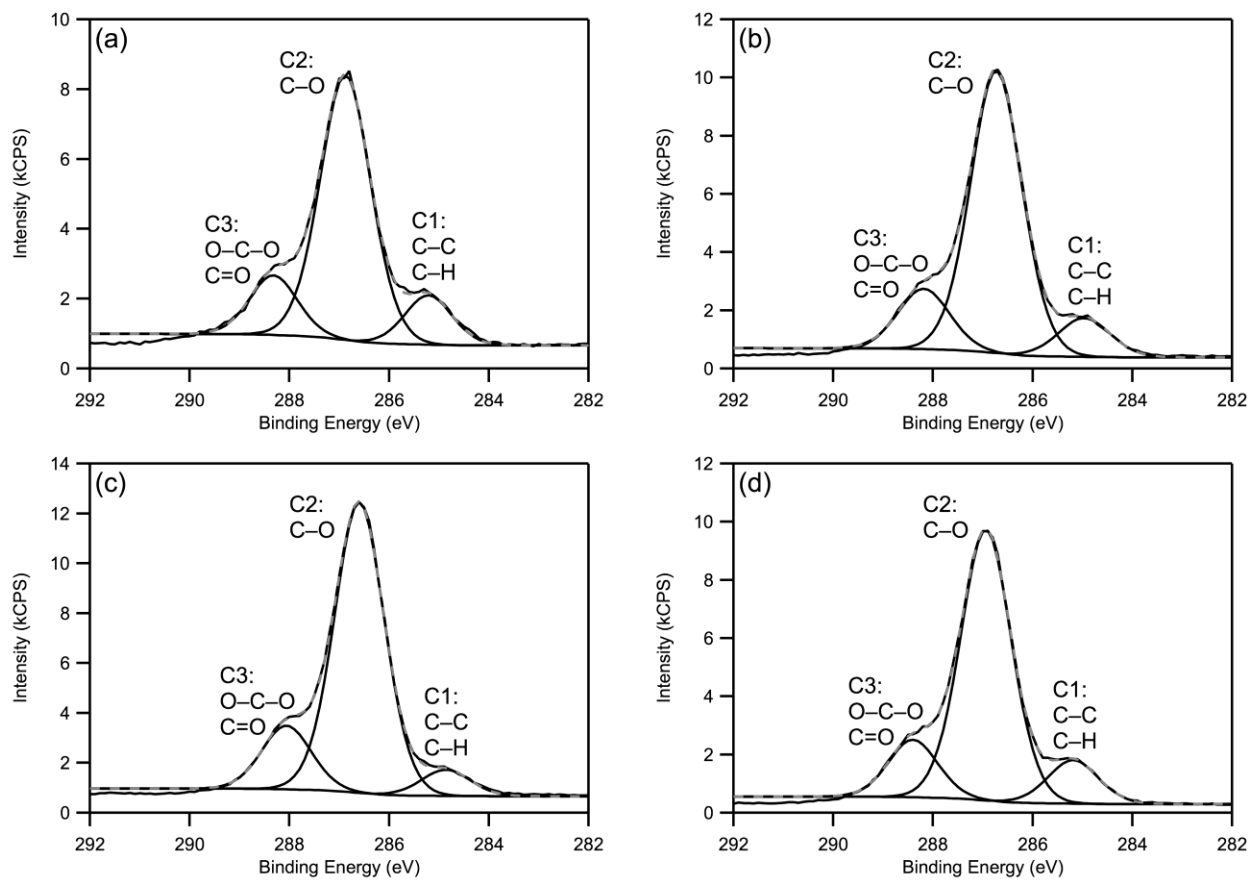 (a)
10
8
6
4
2
0
Intensity (kCPS)
C2:
C–O
C3:
O–C–O
C=O
C1:
C–C
C–H
292
290
288
286
284
282
Binding Energy (eV)
(b)
12
10
8
6
4
2
0
Intensity (kCPS)
C2:
C–O
C3:
O–C–O
C=O
C1:
C–C
C–H
292
290
288
286
284
282
Binding Energy (eV)
(c)
14
12
10
8
6
4
2
0
Intensity (kCPS)
C2:
C–O
C3:
O–C–O
C=O
C1:
C–C
C–H
292
290
288
286
284
282
Binding Energy (eV)
(d)
12
10
8
6
4
2
0
Intensity (kCPS)
C2:
C–O
C3:
O–C–O
C=O
C1:
C–C
C–H
292
290
288
286
284
282
Binding Energy (eV)